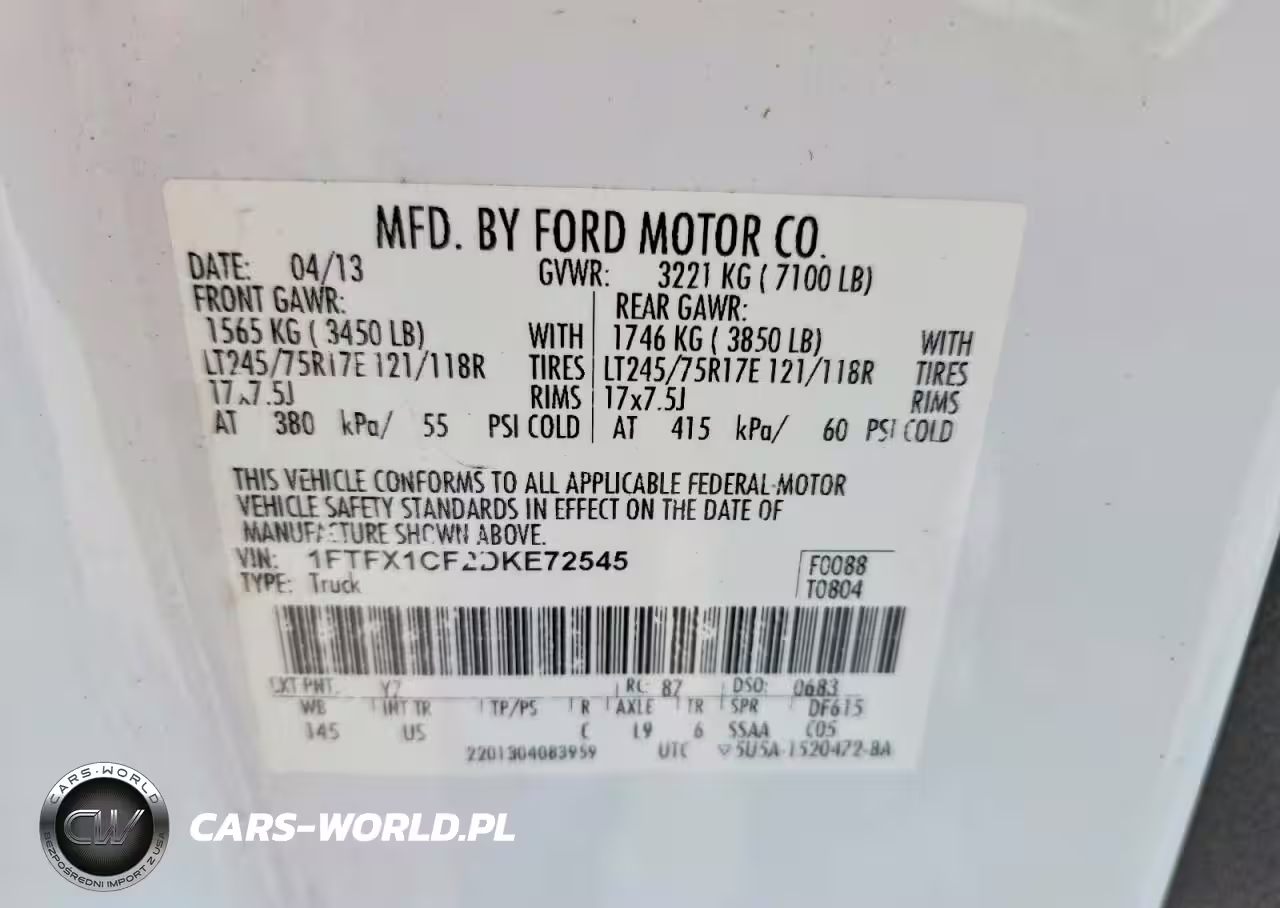 MFD. BY FORD MOTOR CO.
DATE: 04/13 GVWR: 3221 KG ( 7100 LB)
FRONT GAWR: REAR GAWR:
1565 KG ( 3450 LB) WITH 1746 KG ( 3850 LB) WITH
LT245/75R17E 121/118R TIRES LT245/75R17E 121/118R TIRES
17x7.5J RIMS 17x7.5J RIMS
AT 380 kPa/ 55 PSI COLD AT 415 kPa/ 60 PSI COLD
THIS VEHICLE CONFORMS TO ALL APPLICABLE FEDERAL MOTOR
VEHICLE SAFETY STANDARDS IN EFFECT ON THE DATE OF
MANUFACTURE SHOWN ABOVE.
VIN: 1FTFX1CF2DKE72545 F0088
TYPE: Truck T0804
EXT PNT: YZ RC: 87 DSO: 0683
WB INT TR TP/PS R AXLE TR SPR DF615
145 US C L9 6 SSAA C05
2201304083959 UTC ▽5U5A-1520472-BA
CARS-WORLD
CW
BEZPOŚREDNI IMPORT Z USA
CARS-WORLD.PL